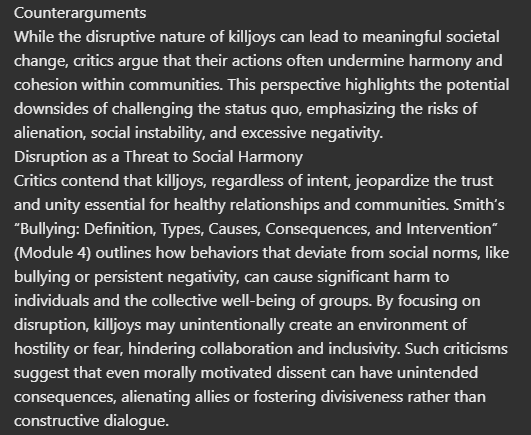 Counterarguments
While the disruptive nature of killjoys can lead to meaningful societal
change, critics argue that their actions often undermine harmony and
cohesion within communities. This perspective highlights the potential
downsides of challenging the status quo, emphasizing the risks of
alienation, social instability, and excessive negativity.
Disruption as a Threat to Social Harmony
Critics contend that killjoys, regardless of intent, jeopardize the trust
and unity essential for healthy relationships and communities. Smith’s
“Bullying: Definition, Types, Causes, Consequences, and Intervention”
(Module 4) outlines how behaviors that deviate from social norms, like
bullying or persistent negativity, can cause significant harm to
individuals and the collective well-being of groups. By focusing on
disruption, killjoys may unintentionally create an environment of
hostility or fear, hindering collaboration and inclusivity. Such criticisms
suggest that even morally motivated dissent can have unintended
consequences, alienating allies or fostering divisiveness rather than
constructive dialogue.